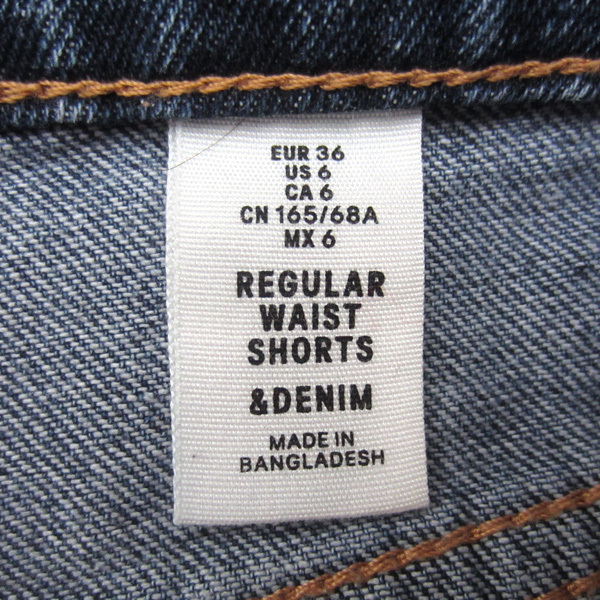 EUR 36
US 6
CA 6
CN 165/68A
MX 6
REGULAR
WAIST
SHORTS
&DENIM
MADE IN
BANGLADESH